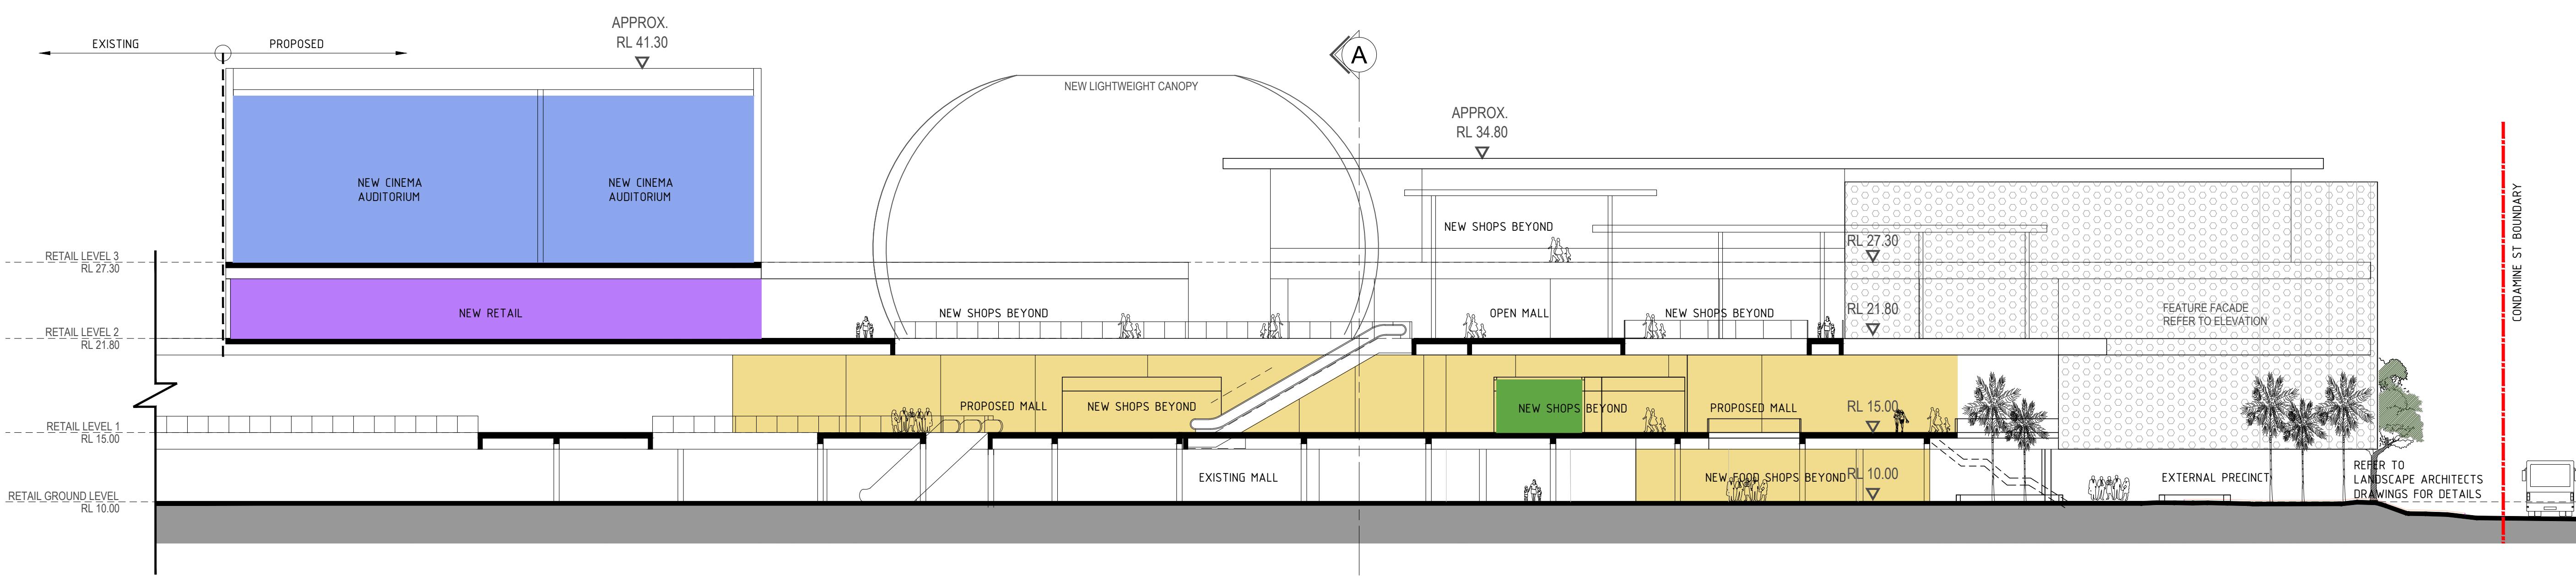 APPROX.
RL 41.30
EXISTING
PROPOSED
A
NEW LIGHTWEIGHT CANOPY
APPROX.
RL 34.80
NEW CINEMA
AUDITORIUM
NEW CINEMA
AUDITORIUM
CONDAMINE ST BOUNDARY
NEW SHOPS BEYOND
RL 27.30
RETAIL LEVEL 3
RL 27.30
NEW RETAIL
NEW SHOPS BEYOND
OPEN MALL
NEW SHOPS BEYOND
RL 21.80
FEATURE FACADE
REFER TO ELEVATION
RETAIL LEVEL 2
RL 21.80
PROPOSED MALL
NEW SHOPS BEYOND
NEW SHOPS BEYOND
PROPOSED MALL
RL 15.00
RETAIL LEVEL 1
RL 15.00
EXISTING MALL
NEW FOOD SHOPS BEYOND
RL 10.00
EXTERNAL PRECINCT
REFER TO
LANDSCAPE ARCHITECTS
DRAWINGS FOR DETAILS
RETAIL GROUND LEVEL
RL 10.00